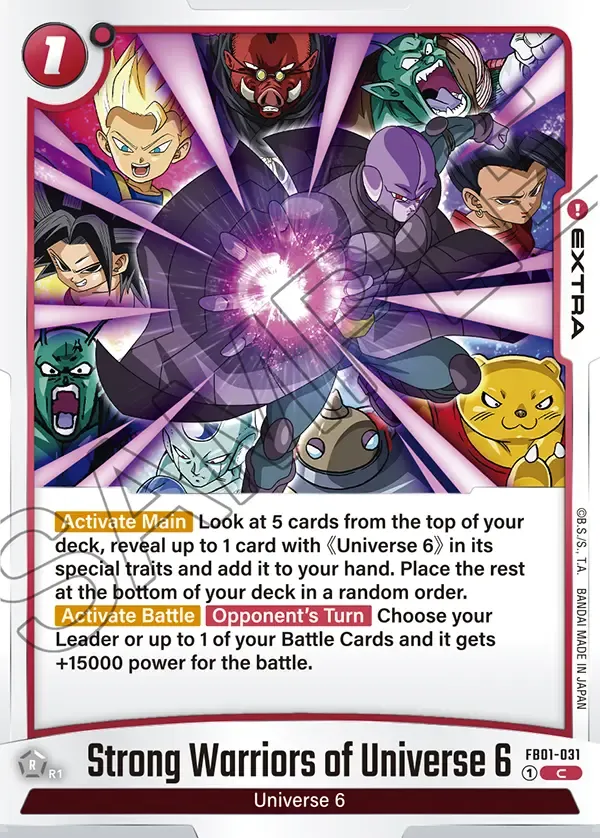 1
EXTRA
SAMPLE
Activate Main Look at 5 cards from the top of your
deck, reveal up to 1 card with 《Universe 6》 in its
special traits and add it to your hand. Place the rest
at the bottom of your deck in a random order.
Activate Battle Opponent's Turn Choose your
Leader or up to 1 of your Battle Cards and it gets
+15000 power for the battle.
©B.S./S., T.A. BANDAI MADE IN JAPAN
R R1
Strong Warriors of Universe 6
FB01-031
1 C
Universe 6